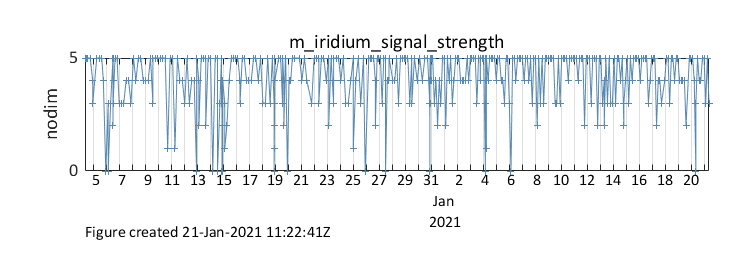 m_iridium_signal_strength
5
nodim
0
5 7 9 11 13 15 17 19 21 23 25 27 29 31 2 4 6 8 10 12 14 16 18 20
Jan
2021
Figure created 21-Jan-2021 11:22:41Z